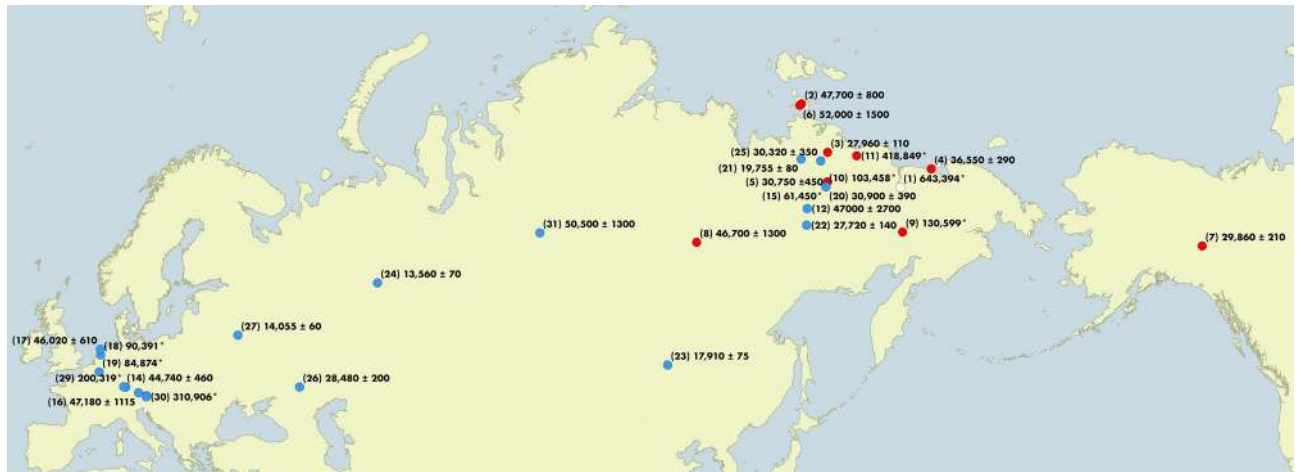 (2) 47,700 ± 800
(6) 52,000 ± 1500
(3) 27,960 ± 110
(25) 30,320 ± 350
(11) 418,849*
(4) 36,550 ± 290
(21) 19,755 ± 80
(10) 103,458*
(1) 643,394*
(5) 30,750 ±450
(15) 61,450*
(20) 30,900 ± 390
(12) 47000 ± 2700
(22) 27,720 ± 140
(9) 130,599*
(31) 50,500 ± 1300
(8) 46,700 ± 1300
(7) 29,860 ± 210
(24) 13,560 ± 70
(27) 14,055 ± 60
(17) 46,020 ± 610
(18) 90,391*
(19) 84,874*
(23) 17,910 ± 75
(29) 200,319*
(14) 44,740 ± 460
(26) 28,480 ± 200
(16) 47,180 ± 1115
(30) 310,906*